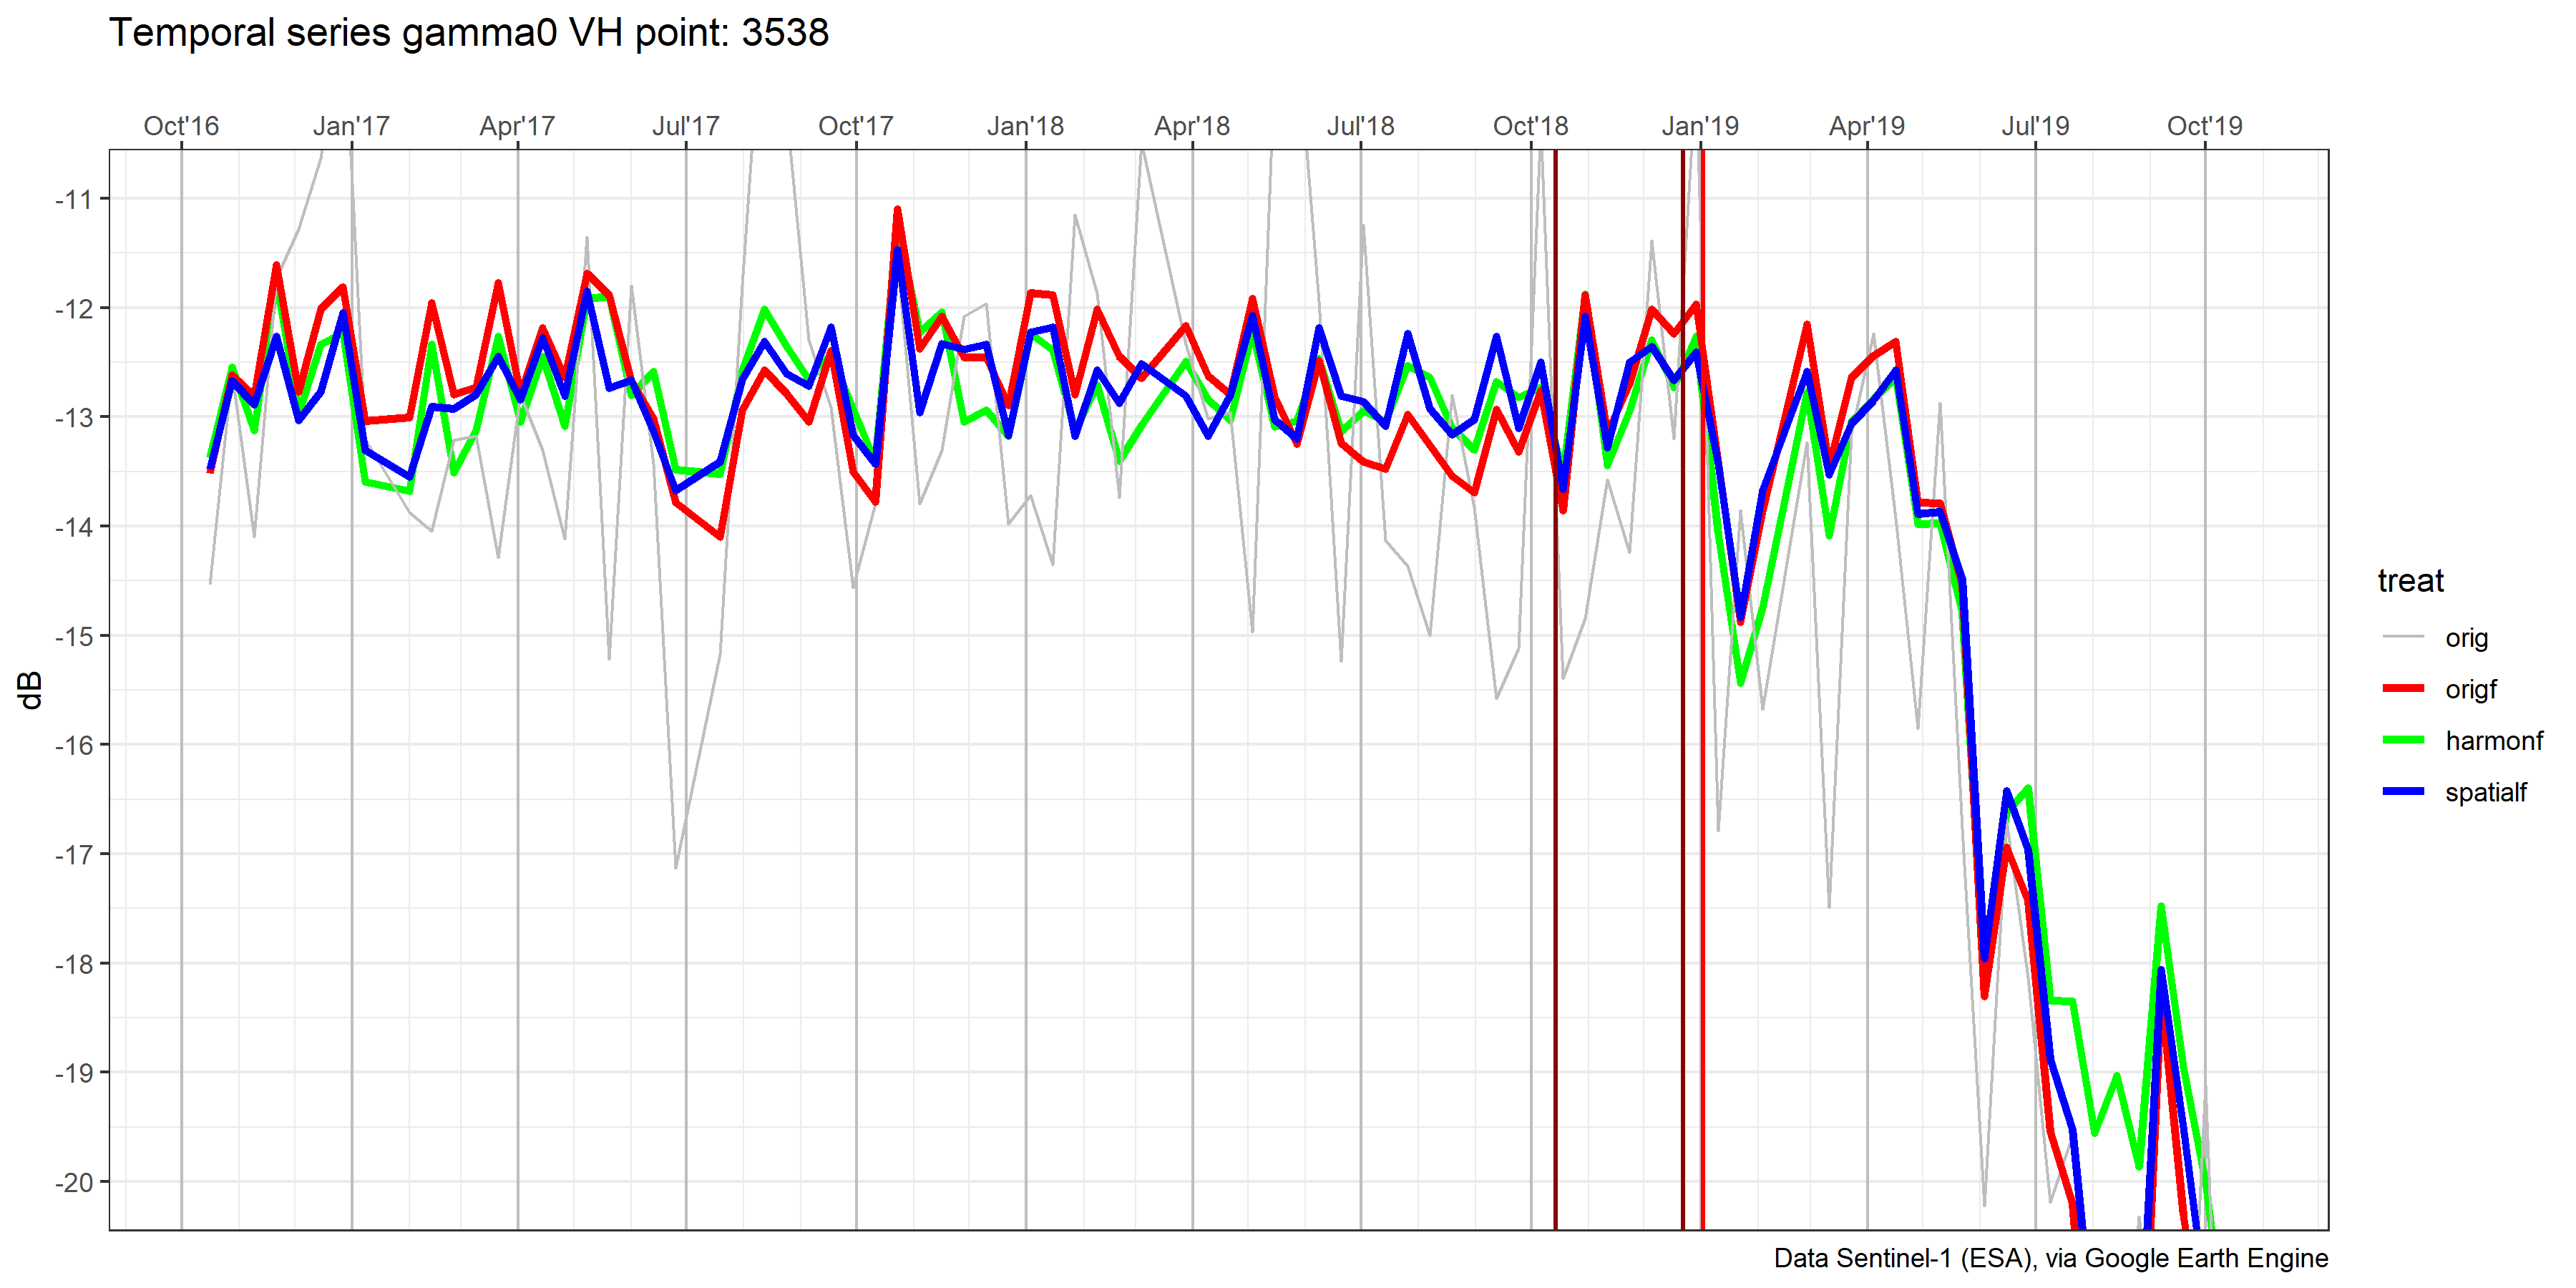 Temporal series gamma0 VH point: 3538
Oct'16 Jan'17 Apr'17 Jul'17 Oct'17 Jan'18 Apr'18 Jul'18 Oct'18 Jan'19 Apr'19 Jul'19 Oct'19
-11
-12
-13
-14
-15
-16
-17
-18
-19
-20
dB
treat
orig
origf
harmonf
spatialf
Data Sentinel-1 (ESA), via Google Earth Engine